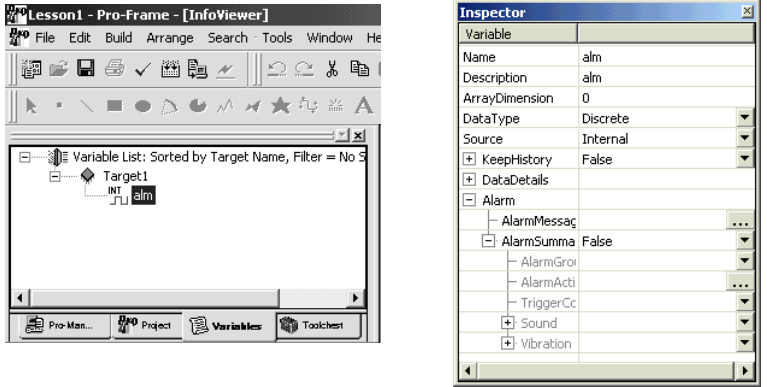 Lesson1 - Pro-Frame - [InfoViewer]
File Edit Build Arrange Search Tools Window He
Variable List: Sorted by Target Name, Filter = No S
Target1
INT
alm
Pro-Man... Project Variables Toolchest
Inspector
Variable
Name alm
Description alm
ArrayDimension 0
DataType Discrete
Source Internal
KeepHistory False
DataDetails
Alarm
AlarmMessag
AlarmSumma False
AlarmGrou
AlarmActi
TriggerCo
Sound
Vibration